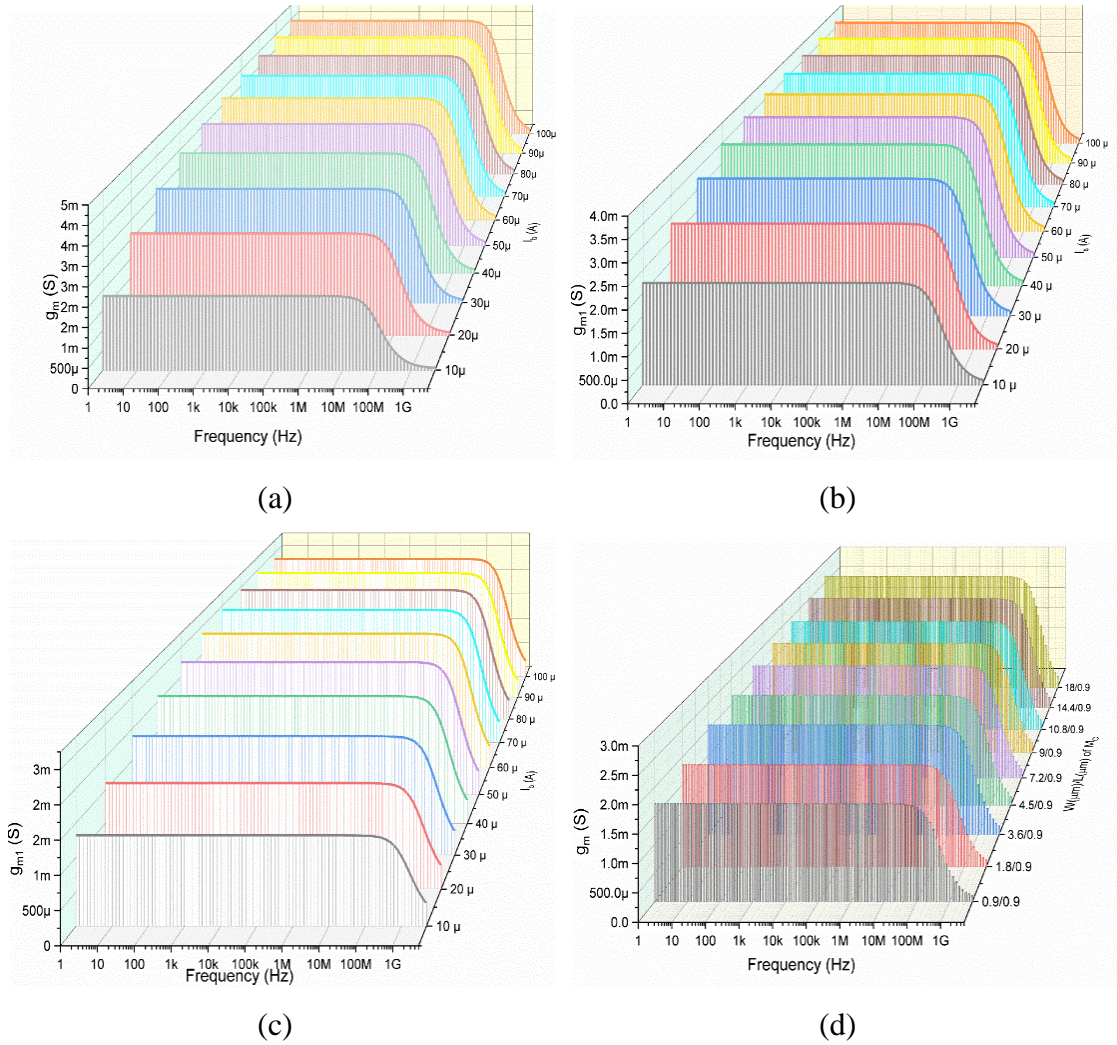 5m
4m
4m
3m
3m
2m
2m
1m
500µ
0
gm (S)
1 10 100 1k 10k 100k 1M 10M 100M 1G
Frequency (Hz)
100µ
90µ
80µ
70µ
60µ
50µ
40µ
30µ
20µ
10µ
Ib (A)
(a)
4.0m
3.5m
3.0m
2.5m
2.0m
1.5m
1.0m
500.0µ
0.0
gm1 (S)
1 10 100 1k 10k 100k 1M 10M 100M 1G
Frequency (Hz)
100 µ
90 µ
80 µ
70 µ
60 µ
50 µ
40 µ
30 µ
20 µ
10 µ
Ib (A)
(b)
3m
2m
2m
1m
500µ
0
gm1 (S)
1 10 100 1k 10k 100k 1M 10M 100M 1G
Frequency (Hz)
100 µ
90 µ
80 µ
70 µ
60 µ
50 µ
40 µ
30 µ
20 µ
10 µ
Ib (A)
(c)
3.0m
2.5m
2.0m
1.5m
1.0m
500.0µ
0.0
gm (S)
1 10 100 1k 10k 100k 1M 10M 100M 1G
Frequency (Hz)
18/0.9
14.4/0.9
10.8/0.9
9/0.9
7.2/0.9
4.5/0.9
3.6/0.9
1.8/0.9
0.9/0.9
W(µm)/L(µm) of MC
(d)